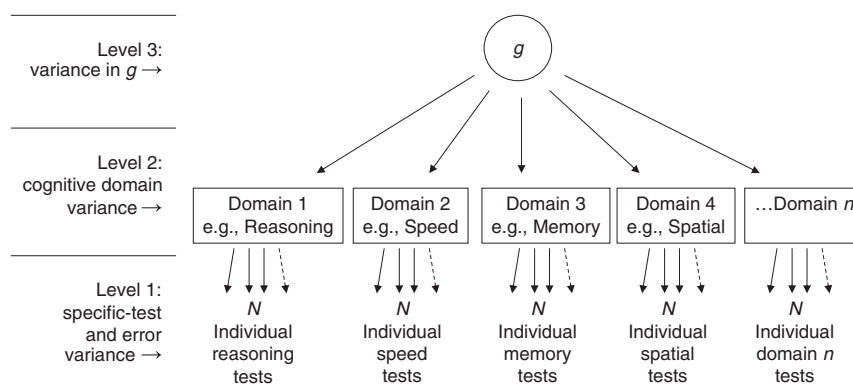 Level 3:
variance in g →
g
Level 2:
cognitive domain
variance →
Domain 1
e.g., Reasoning
Domain 2
e.g., Speed
Domain 3
e.g., Memory
Domain 4
e.g., Spatial
...Domain n
Level 1:
specific-test
and error
variance →
N
Individual
reasoning
tests
N
Individual
speed
tests
N
Individual
memory
tests
N
Individual
spatial
tests
N
Individual
domain n
tests